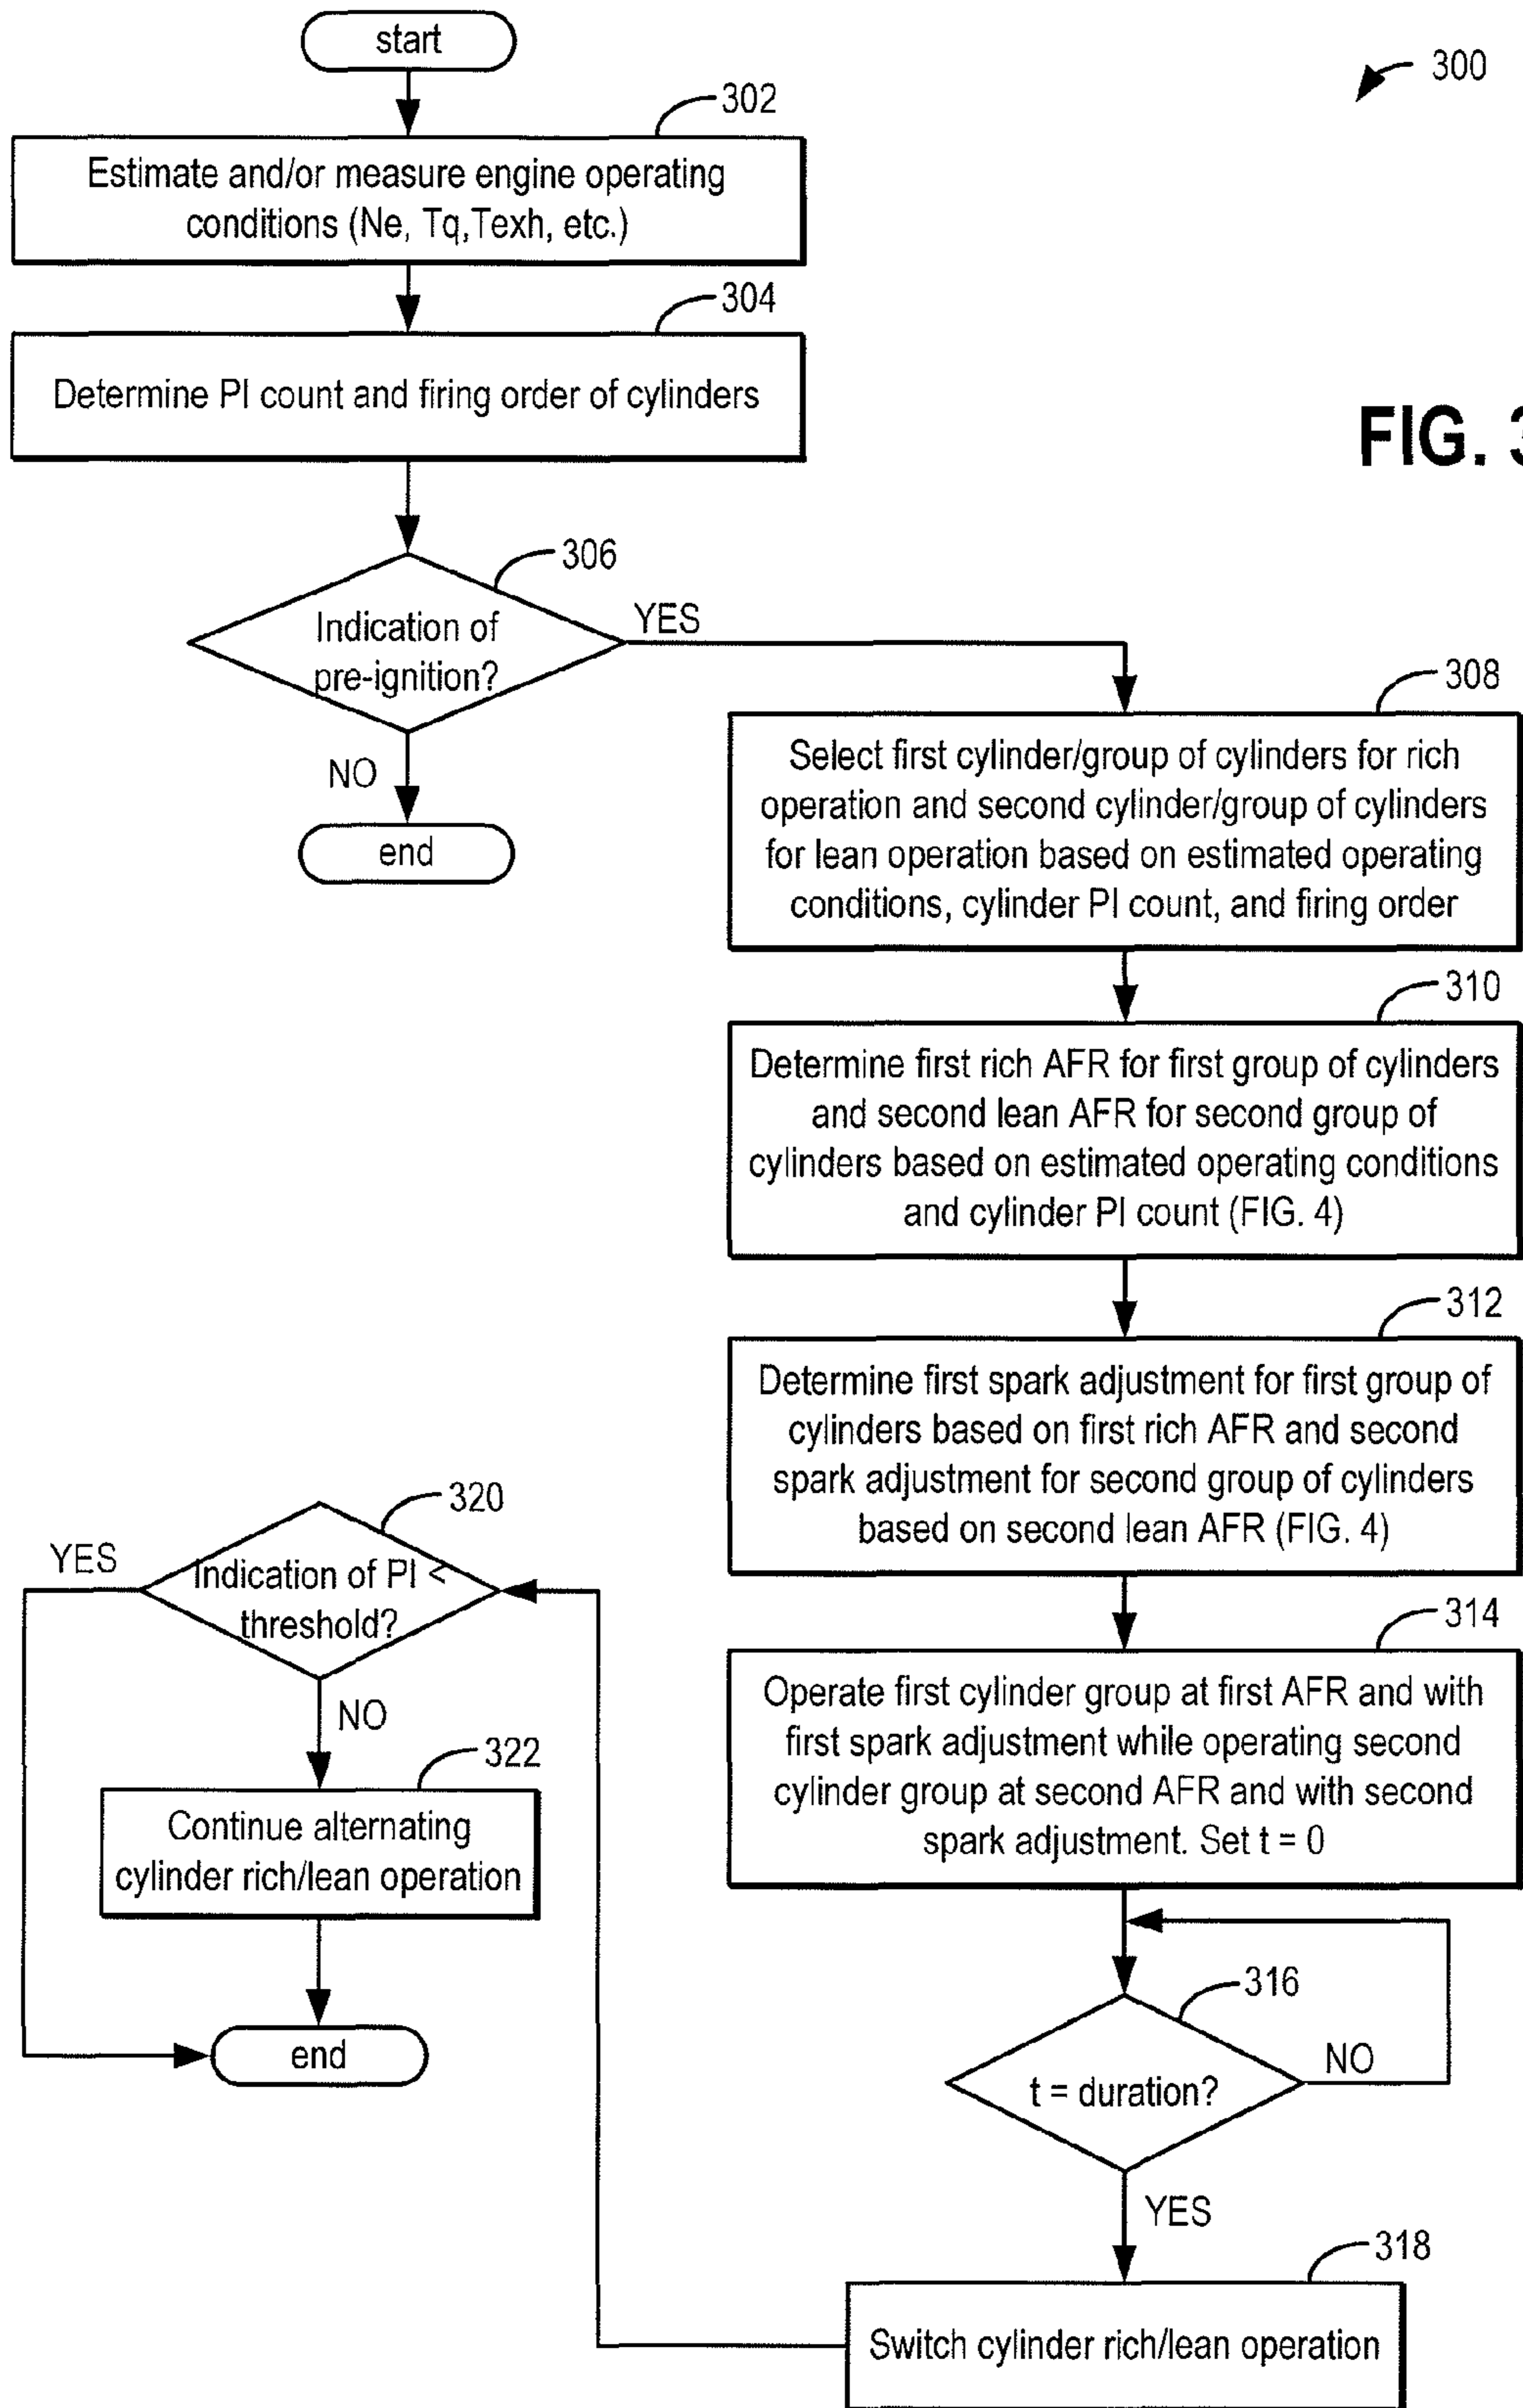 start
300
302
Estimate and/or measure engine operating
conditions (Ne, Tq,Texh, etc.)
304
Determine PI count and firing order of cylinders
FIG. 3
306
Indication of
pre-ignition?
YES
NO
end
308
Select first cylinder/group of cylinders for rich
operation and second cylinder/group of cylinders
for lean operation based on estimated operating
conditions, cylinder PI count, and firing order
310
Determine first rich AFR for first group of cylinders
and second lean AFR for second group of
cylinders based on estimated operating conditions
and cylinder PI count (FIG. 4)
312
Determine first spark adjustment for first group of
cylinders based on first rich AFR and second
spark adjustment for second group of cylinders
based on second lean AFR (FIG. 4)
314
Operate first cylinder group at first AFR and with
first spark adjustment while operating second
cylinder group at second AFR and with second
spark adjustment. Set t = 0
316
t = duration?
NO
YES
318
Switch cylinder rich/lean operation
320
Indication of PI <
threshold?
YES
NO
322
Continue alternating
cylinder rich/lean operation
end